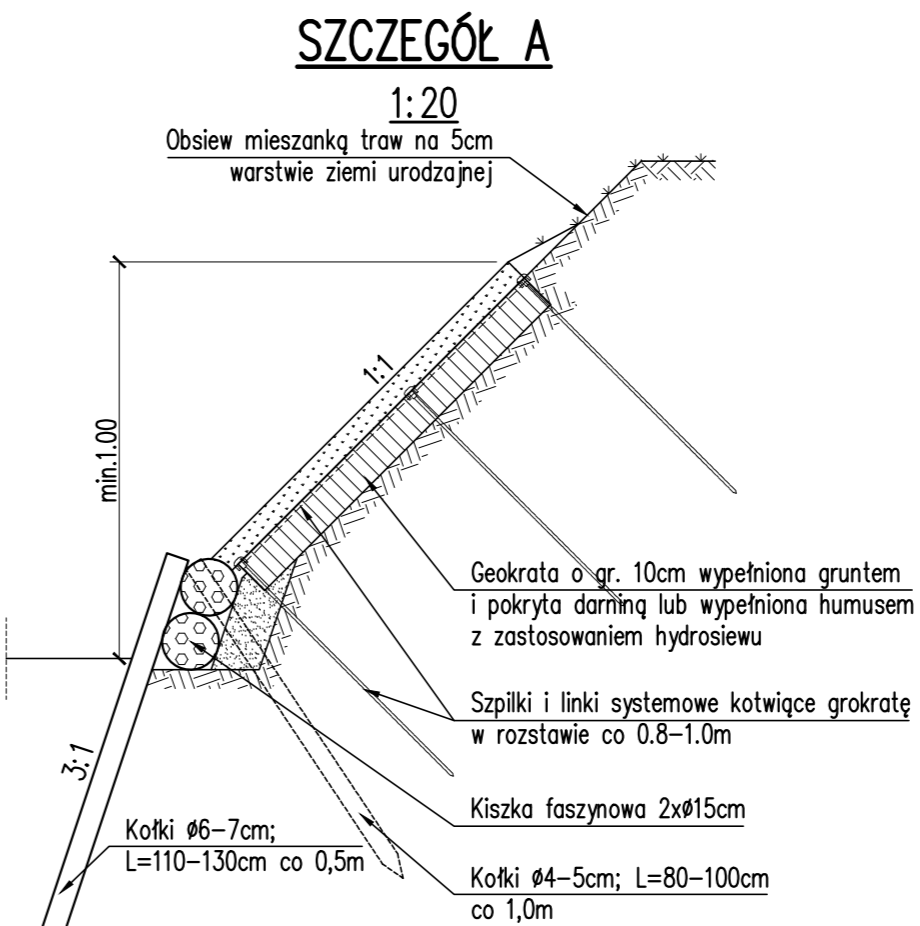 SZCZEGÓŁ A
1:20
Obsiew mieszanką traw na 5cm
warstwie ziemi urodzajnej
1:1
min.1.00
Geokrata o gr. 10cm wypełniona gruntem
i pokryta darniną lub wypełniona humusem
z zastosowaniem hydrosiewu
Szpilki i linki systemowe kotwiące grokratę
w rozstawie co 0.8–1.0m
3:1
Kiszka faszynowa 2xø15cm
Kołki ø6–7cm;
L=110–130cm co 0,5m
Kołki ø4–5cm; L=80–100cm
co 1,0m